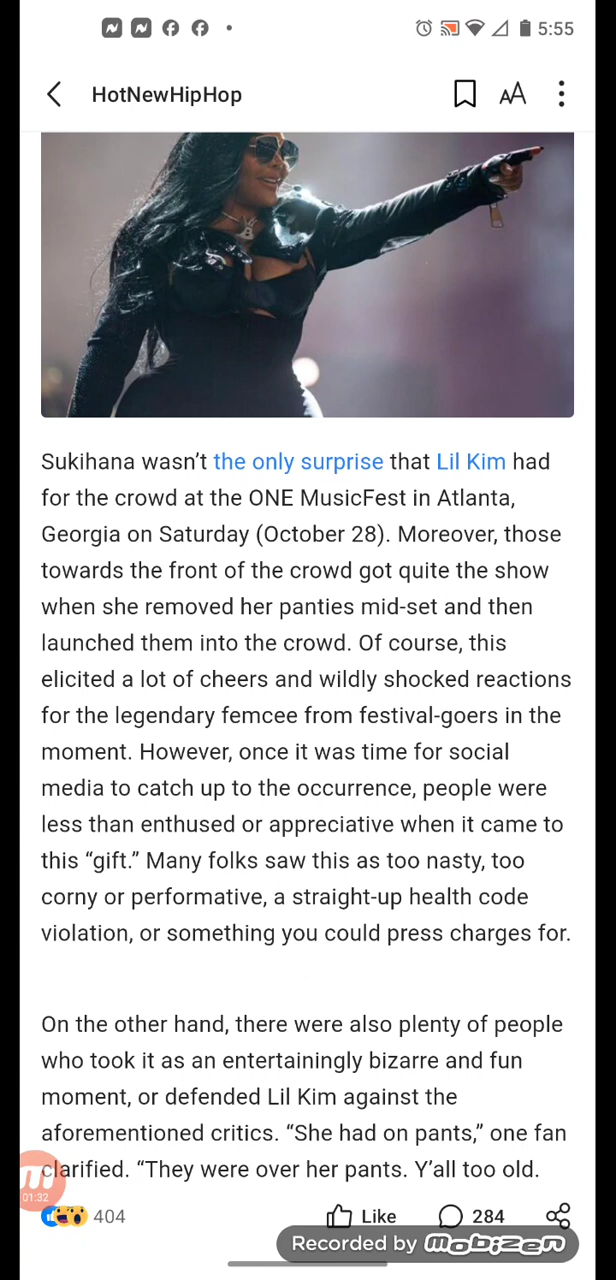 5:55
HotNewHipHop
AA
Sukihana wasn’t the only surprise that Lil Kim had
for the crowd at the ONE MusicFest in Atlanta,
Georgia on Saturday (October 28). Moreover, those
towards the front of the crowd got quite the show
when she removed her panties mid-set and then
launched them into the crowd. Of course, this
elicited a lot of cheers and wildly shocked reactions
for the legendary femcee from festival-goers in the
moment. However, once it was time for social
media to catch up to the occurrence, people were
less than enthused or appreciative when it came to
this “gift.” Many folks saw this as too nasty, too
corny or performative, a straight-up health code
violation, or something you could press charges for.
On the other hand, there were also plenty of people
who took it as an entertainingly bizarre and fun
moment, or defended Lil Kim against the
aforementioned critics. “She had on pants,” one fan
clarified. “They were over her pants. Y’all too old.
01:32
404
Like
284
Recorded by mobizen